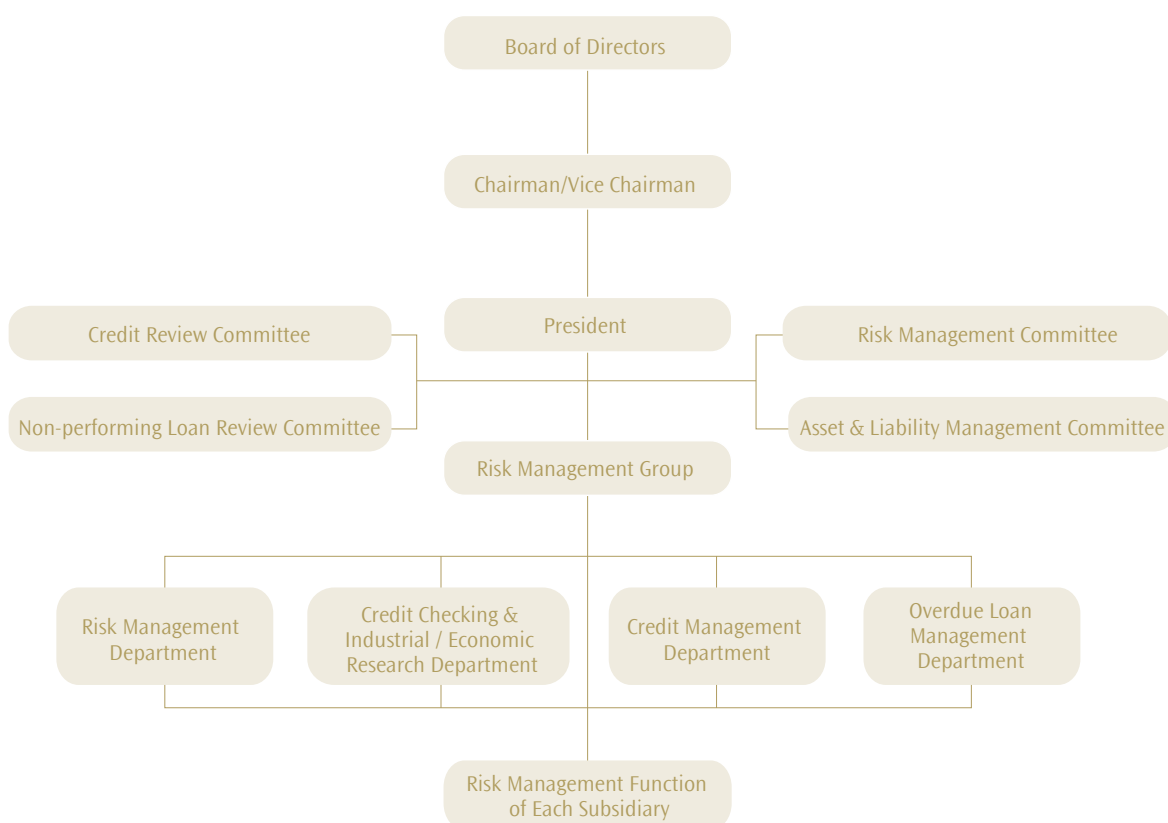 Board of Directors
Chairman/Vice Chairman
President
Credit Review Committee
Risk Management Committee
Non-performing Loan Review Committee
Asset & Liability Management Committee
Risk Management Group
Risk Management
Department
Credit Checking &
Industrial / Economic
Research Department
Credit Management
Department
Overdue Loan
Management
Department
Risk Management Function
of Each Subsidiary